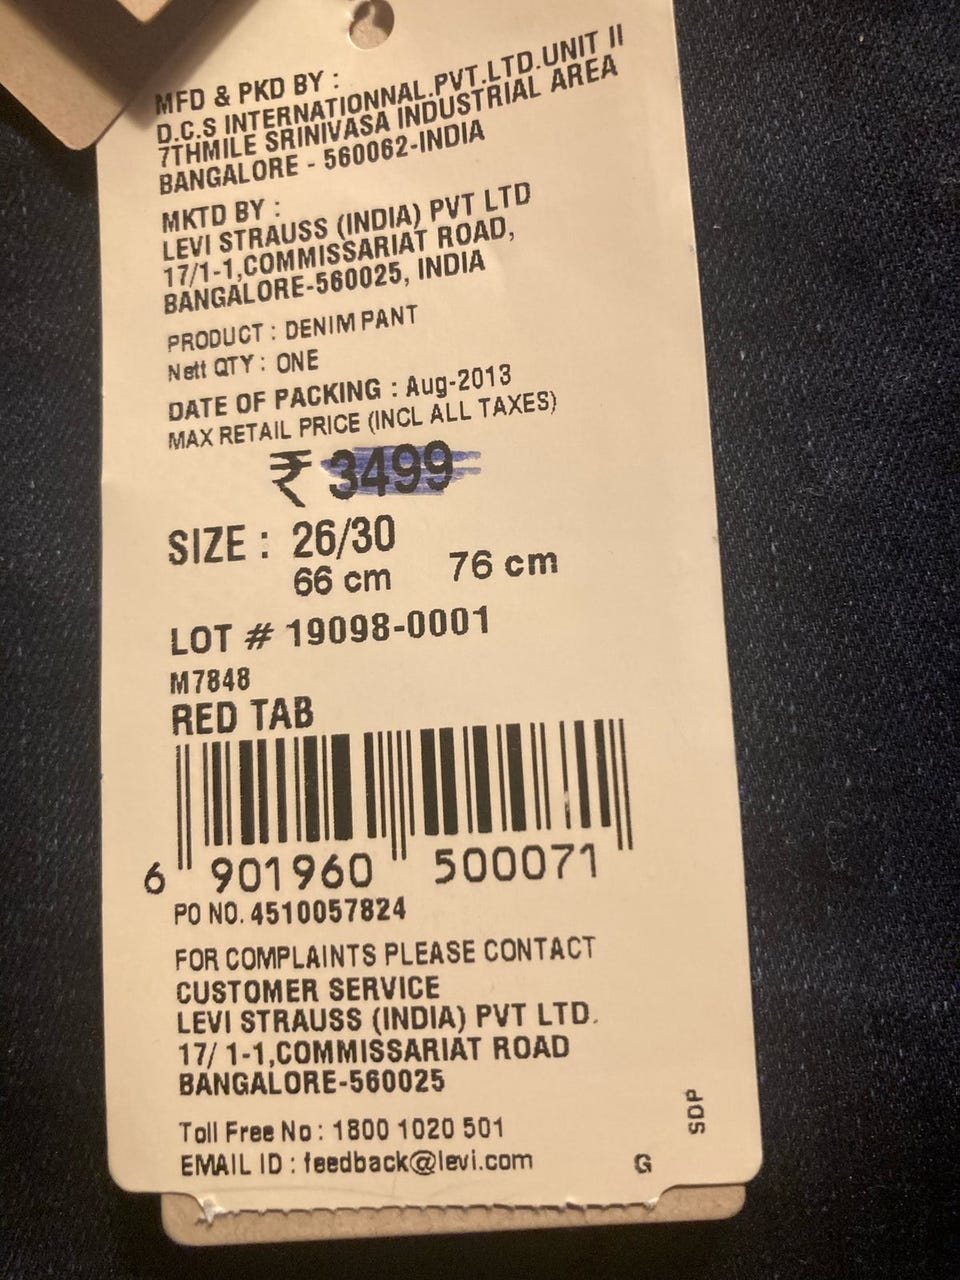 MFD & PKD BY :
D.C.S INTERNATIONNAL.PVT.LTD.UNIT II
7THMILE SRINIVASA INDUSTRIAL AREA
BANGALORE - 560062-INDIA
MKTD BY :
LEVI STRAUSS (INDIA) PVT LTD
17/1-1,COMMISSARIAT ROAD,
BANGALORE-560025, INDIA
PRODUCT : DENIM PANT
Nett QTY : ONE
DATE OF PACKING : Aug-2013
MAX RETAIL PRICE (INCL ALL TAXES)
₹ 3499
SIZE : 26/30
66 cm 76 cm
LOT # 19098-0001
M7848
RED TAB
6 901960 500071
PO NO. 4510057824
FOR COMPLAINTS PLEASE CONTACT
CUSTOMER SERVICE
LEVI STRAUSS (INDIA) PVT LTD.
17/ 1-1,COMMISSARIAT ROAD
BANGALORE-560025
Toll Free No : 1800 1020 501
EMAIL ID : feedback@levi.com
G
SDP